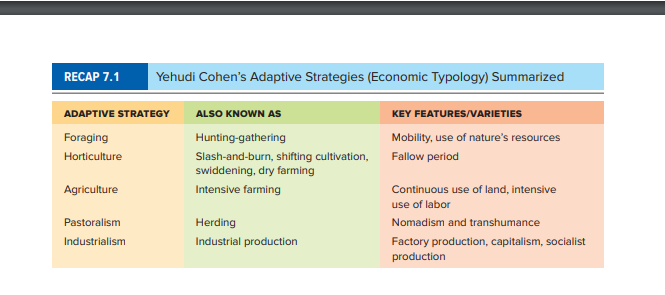 RECAP 7.1 Yehudi Cohen's Adaptive Strategies (Economic Typology) Summarized
ADAPTIVE STRATEGY ALSO KNOWN AS KEY FEATURES/VARIETIES
Foraging Hunting-gathering Mobility, use of nature's resources
Horticulture Slash-and-burn, shifting cultivation, Fallow period
swiddening, dry farming
Agriculture Intensive farming Continuous use of land, intensive
use of labor
Pastoralism Herding Nomadism and transhumance
Industrialism Industrial production Factory production, capitalism, socialist
production